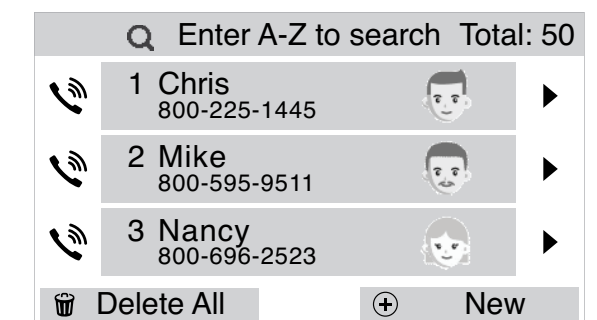 Enter A-Z to search Total: 50
1 Chris
800-225-1445
2 Mike
800-595-9511
3 Nancy
800-696-2523
Delete All New